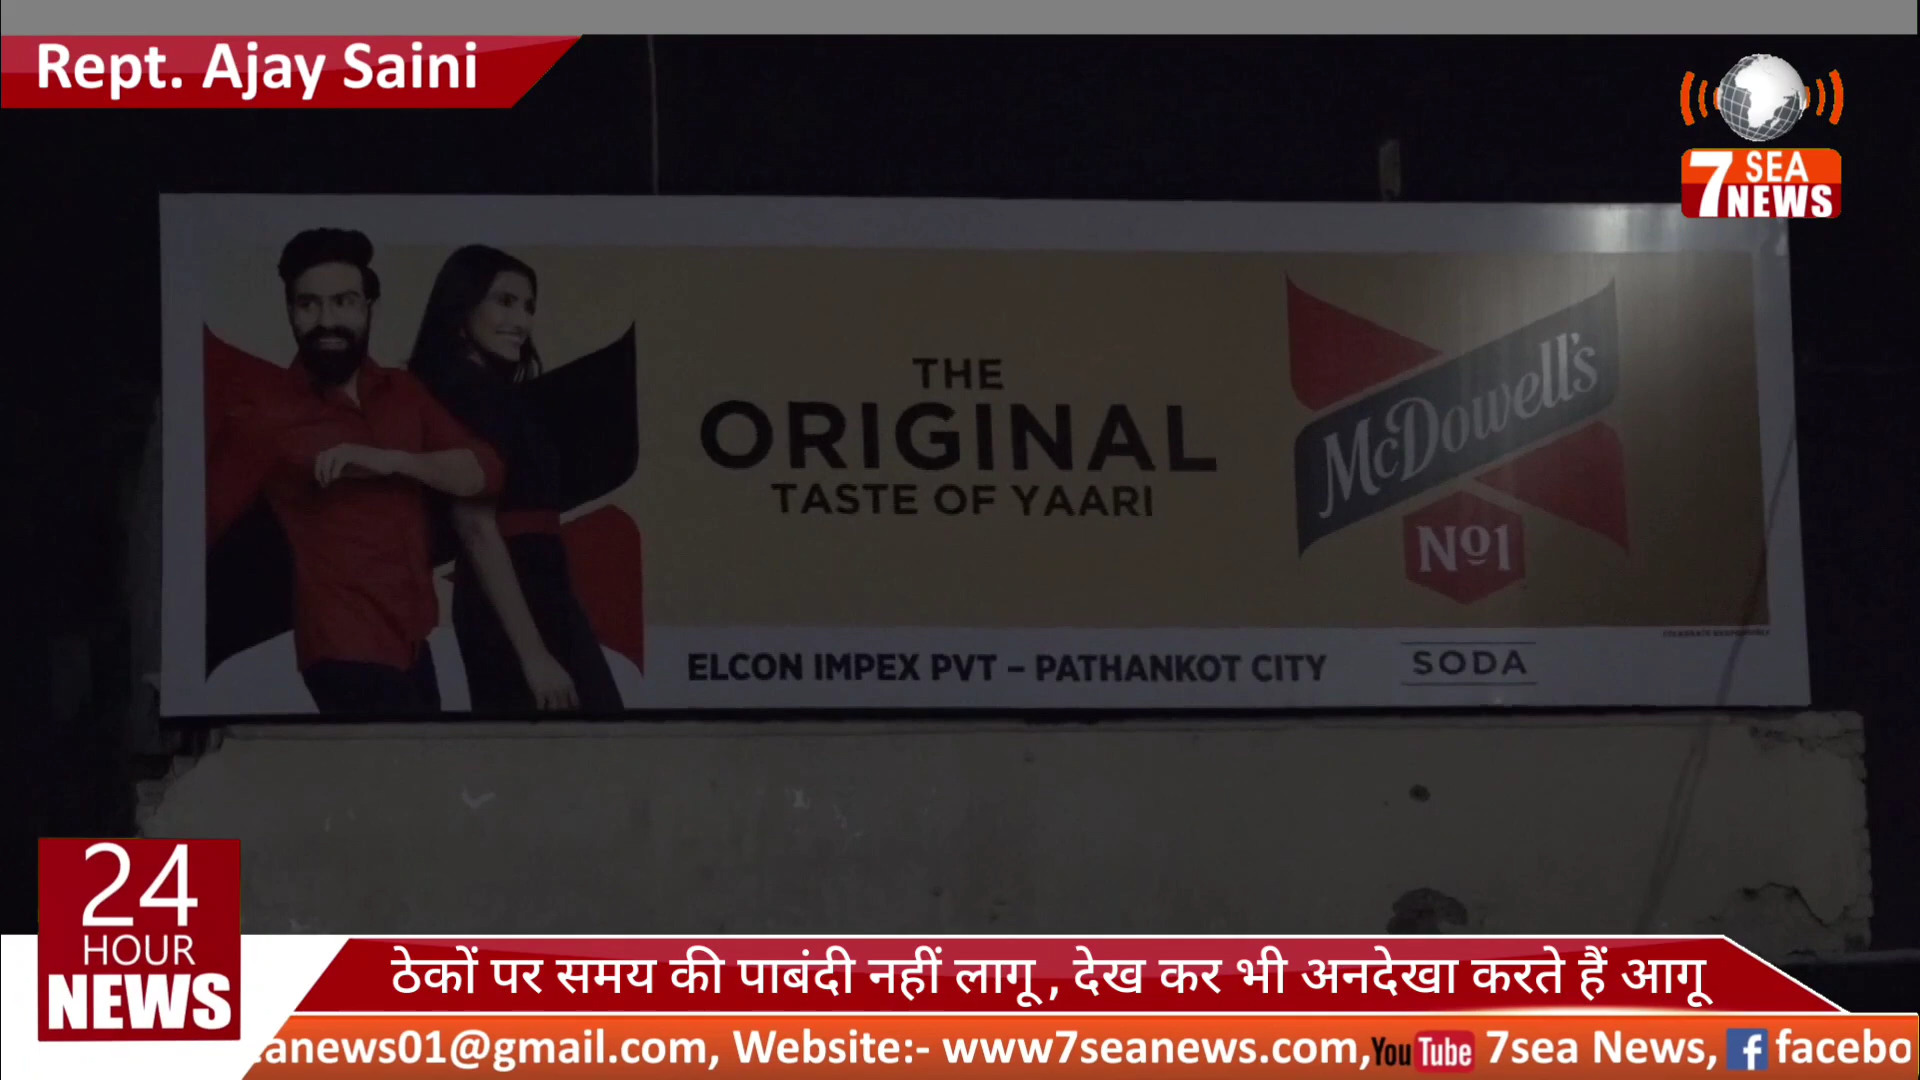 Rept. Ajay Saini
7 SEA
NEWS
THE
ORIGINAL
TASTE OF YAARI
McDowell's
No1
ELCON IMPEX PVT – PATHANKOT CITY
SODA
24
HOUR
NEWS
ठेकों पर समय की पाबंदी नहीं लागू , देख कर भी अनदेखा करते हैं आगू
anews01@gmail.com, Website:- www7seanews.com, You Tube 7sea News, f facebo